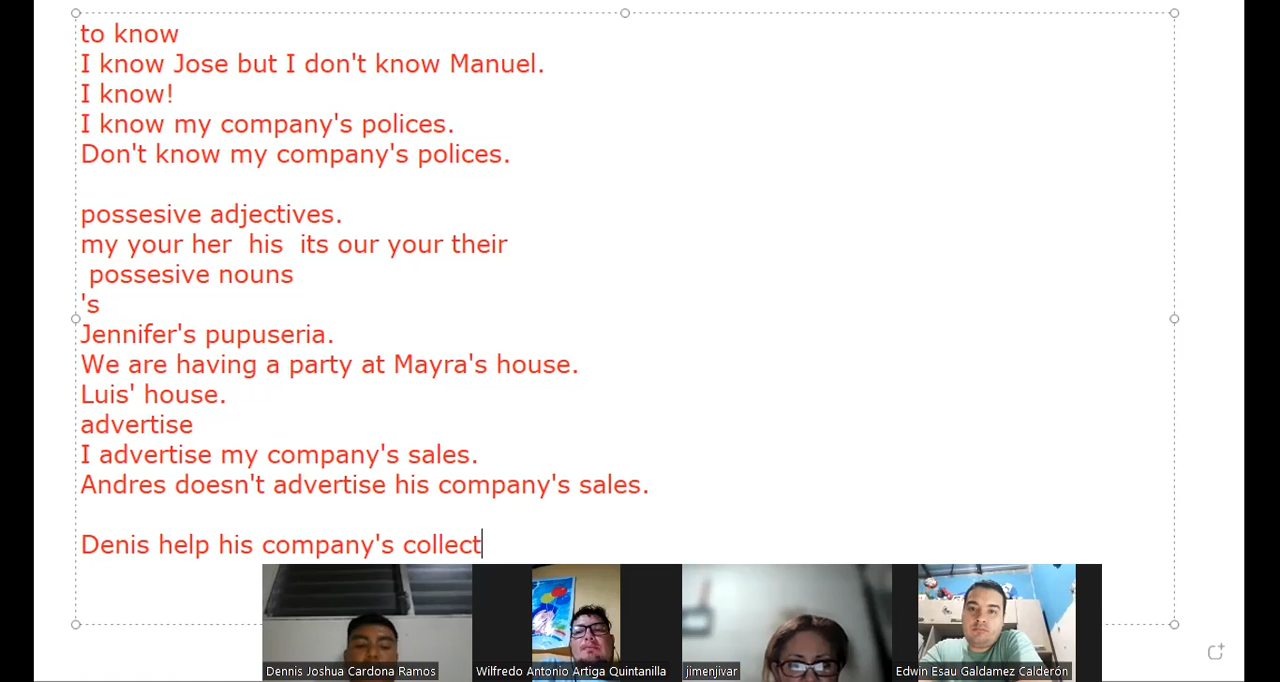 to know
I know Jose but I don't know Manuel.
I know!
I know my company's polices.
Don't know my company's polices.
possesive adjectives.
my your her  his  its our your their
possesive nouns
's
Jennifer's pupuseria.
We are having a party at Mayra's house.
Luis' house.
advertise
I advertise my company's sales.
Andres doesn't advertise his company's sales.
Denis help his company's collect
Dennis Joshua Cardona Ramos
Wilfredo Antonio Artiga Quintanilla
jimenjivar
Edwin Esau Galdamez Calderón